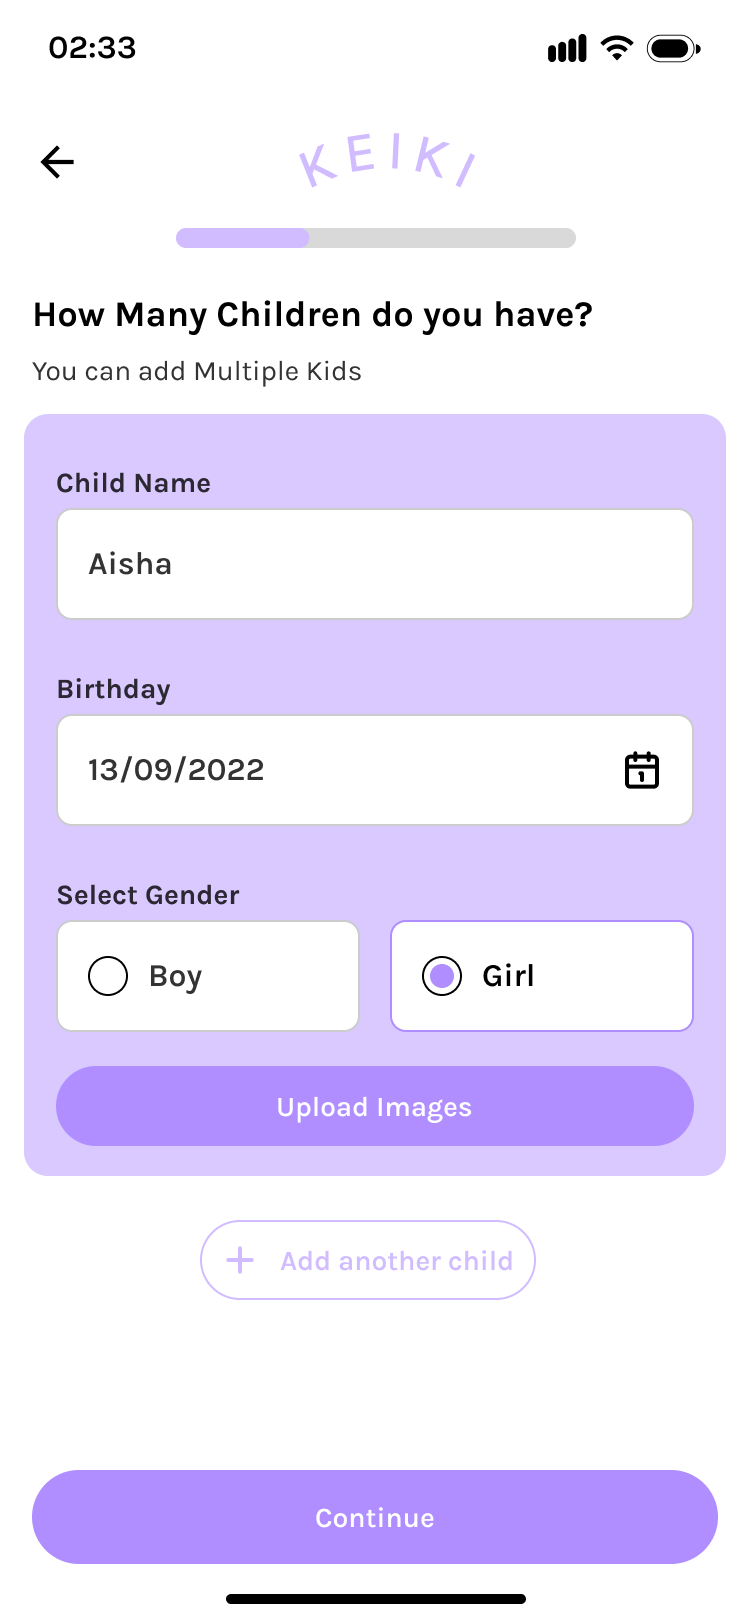 02:33
KEIKI
How Many Children do you have?
You can add Multiple Kids
Child Name
Aisha
Birthday
13/09/2022
1
Select Gender
Boy
Girl
Upload Images
+ Add another child
Continue